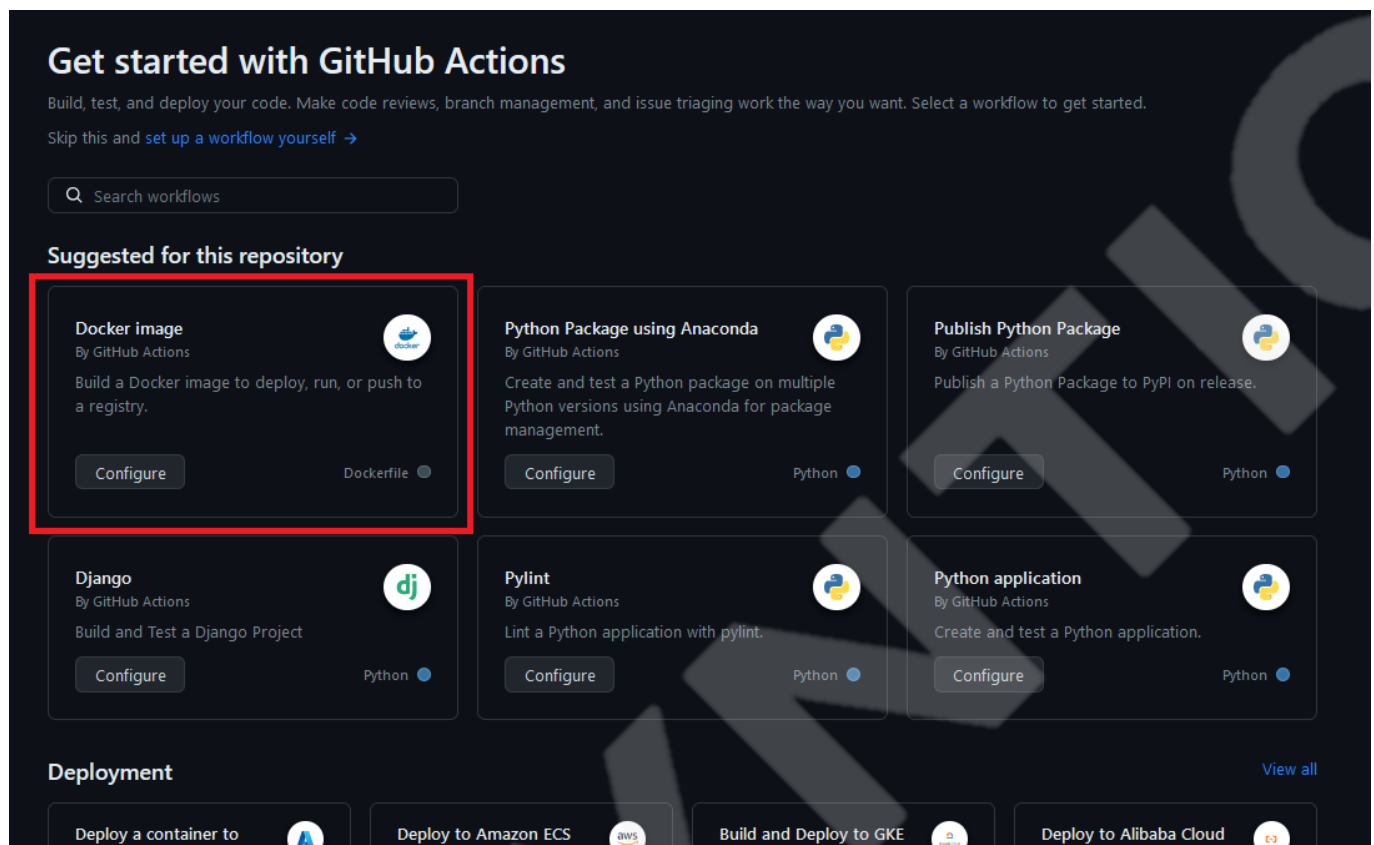 Get started with GitHub Actions
Build, test, and deploy your code. Make code reviews, branch management, and issue triaging work the way you want. Select a workflow to get started.
Skip this and set up a workflow yourself →
Search workflows
Suggested for this repository
Docker image
By GitHub Actions
Build a Docker image to deploy, run, or push to
a registry.
Configure
Dockerfile
docker
Python Package using Anaconda
By GitHub Actions
Create and test a Python package on multiple
Python versions using Anaconda for package
management.
Configure
Python
Publish Python Package
By GitHub Actions
Publish a Python Package to PyPI on release.
Configure
Python
Django
By GitHub Actions
Build and Test a Django Project
Configure
Python
dj
Pylint
By GitHub Actions
Lint a Python application with pylint.
Configure
Python
Python application
By GitHub Actions
Create and test a Python application.
Configure
Python
Deployment
View all
Deploy a container to
Deploy to Amazon ECS
aws
Build and Deploy to GKE
Deploy to Alibaba Cloud